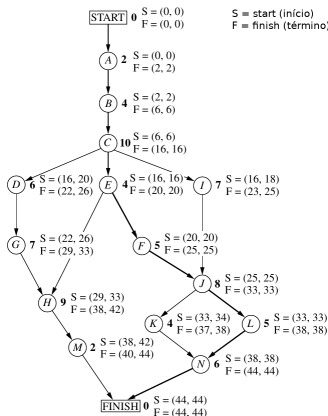 START 0 S = (0, 0)
F = (0, 0)
S = start (início)
F = finish (término)
A 2 S = (0, 0)
F = (2, 2)
B 4 S = (2, 2)
F = (6, 6)
C 10 S = (6, 6)
F = (16, 16)
D 6 S = (16, 20)
F = (22, 26)
E 4 S = (16, 16)
F = (20, 20)
I 7 S = (16, 18)
F = (23, 25)
G 7 S = (22, 26)
F = (29, 33)
F 5 S = (20, 20)
F = (25, 25)
H 9 S = (29, 33)
F = (38, 42)
J 8 S = (25, 25)
F = (33, 33)
K 4 S = (33, 34)
F = (37, 38)
L 5 S = (33, 33)
F = (38, 38)
M 2 S = (38, 42)
F = (40, 44)
N 6 S = (38, 38)
F = (44, 44)
FINISH 0 S = (44, 44)
F = (44, 44)